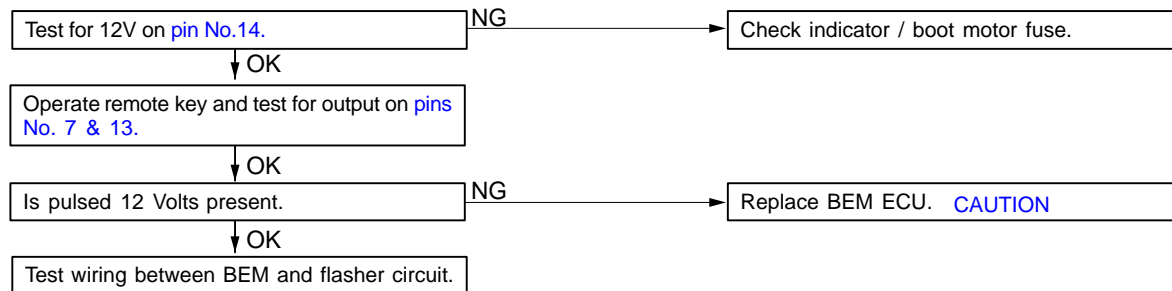 Test for 12V on pin No.14.
NG
Check indicator / boot motor fuse.
OK
Operate remote key and test for output on pins
No. 7 & 13.
OK
Is pulsed 12 Volts present.
NG
Replace BEM ECU. CAUTION
OK
Test wiring between BEM and flasher circuit.